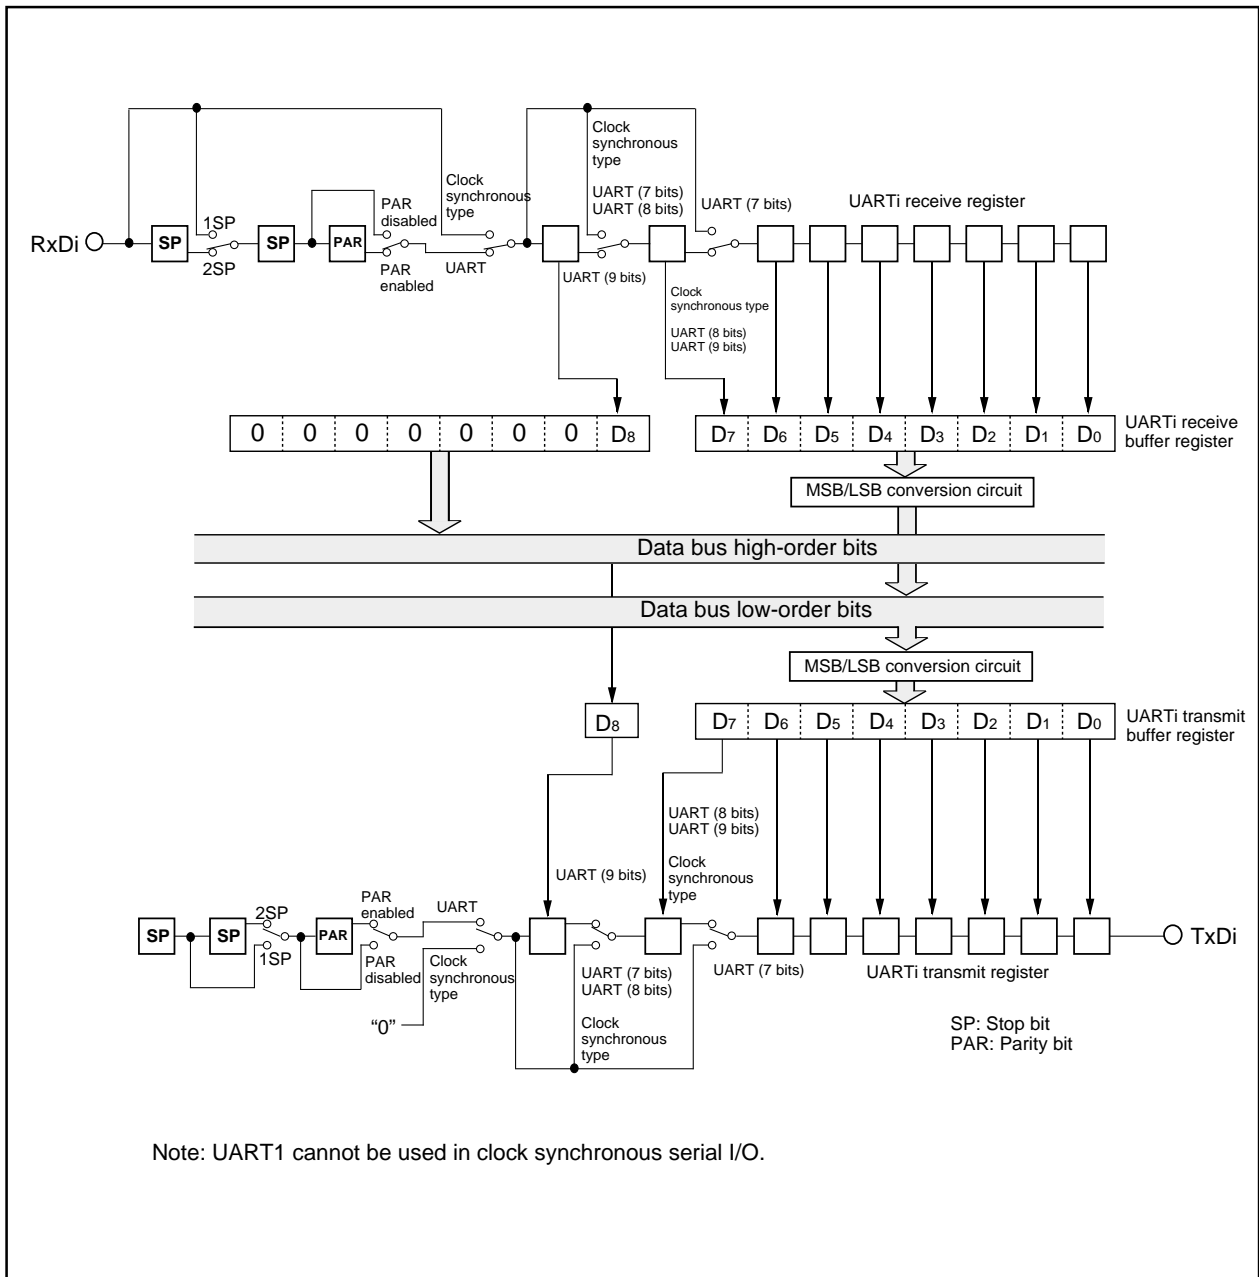 Clock
synchronous
type
UART (7 bits)
UART (8 bits)
Clock
synchronous
type
PAR
disabled
UART (7 bits)
UARTi receive register
1SP
RxDi
SP
SP
PAR
2SP
PAR
enabled
UART
UART (9 bits)
Clock
synchronous type
UART (8 bits)
UART (9 bits)
0 0 0 0 0 0 0 D8
D7 D6 D5 D4 D3 D2 D1 D0
UARTi receive
buffer register
MSB/LSB conversion circuit
Data bus high-order bits
Data bus low-order bits
MSB/LSB conversion circuit
D8
D7 D6 D5 D4 D3 D2 D1 D0
UARTi transmit
buffer register
UART (8 bits)
UART (9 bits)
Clock
synchronous
type
UART (9 bits)
PAR
enabled
UART
2SP
SP
SP
PAR
TxDi
1SP
PAR
disabled
Clock
synchronous
type
UART (7 bits)
UART (8 bits)
UART (7 bits)
UARTi transmit register
“0”
Clock
synchronous
type
SP: Stop bit
PAR: Parity bit
Note: UART1 cannot be used in clock synchronous serial I/O.